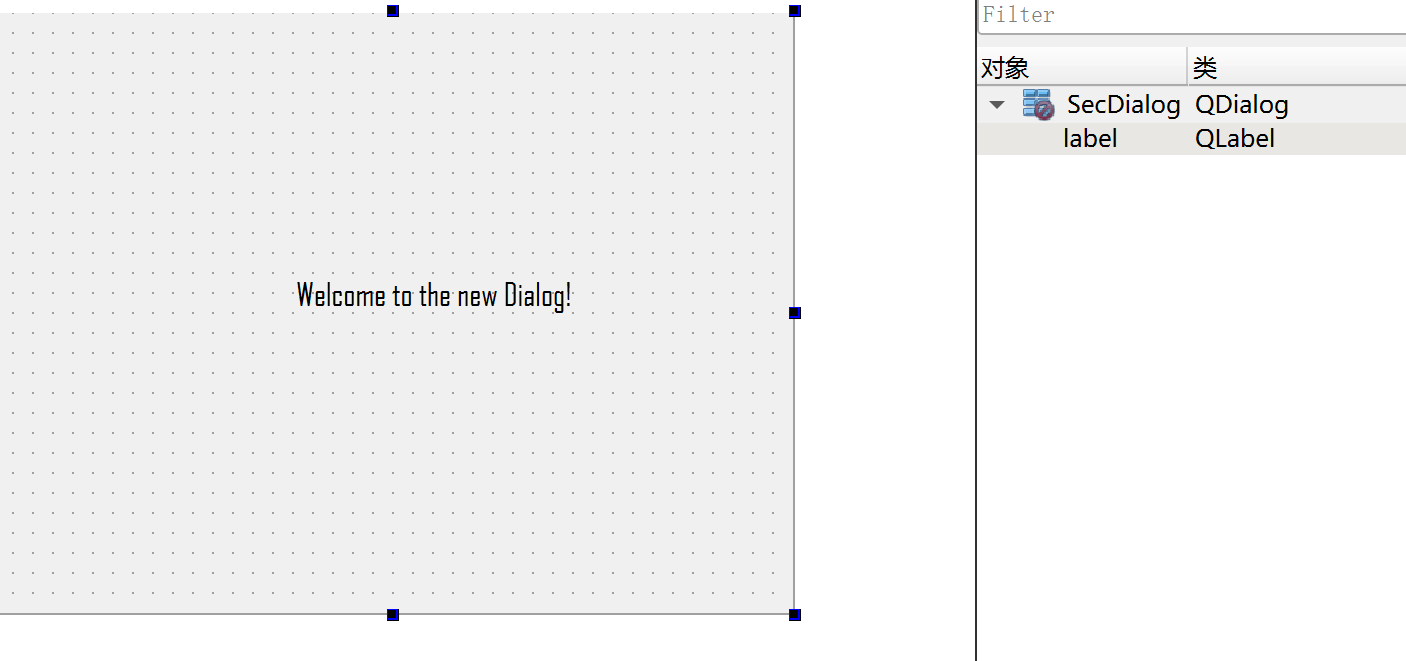 Welcome to the new Dialog!
Filter
对象 类
SecDialog QDialog
label QLabel